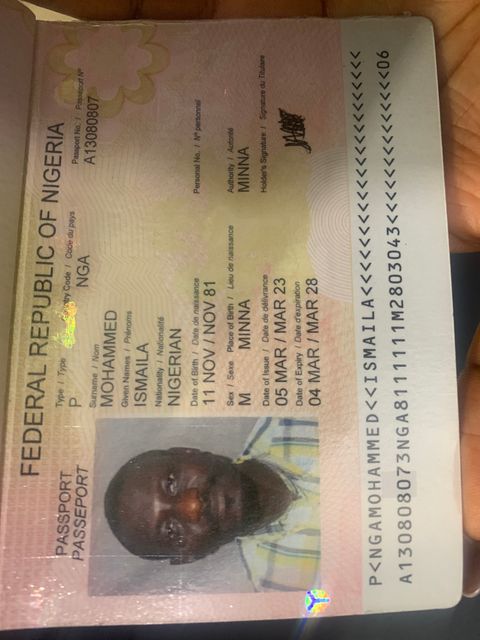 FEDERAL REPUBLIC OF NIGERIA
PASSPORT
PASSEPORT
Type / Type
P
Code / Code du pays
NGA
Passport No. / Passeport N°
A13080807
Surname / Nom
MOHAMMED
Given Names / Prénoms
ISMAILA
Nationality / Nationalité
NIGERIAN
Date of Birth / Date de naissance
11 NOV / NOV 81
Personal No. / N° personnel
Sex / Sexe
M
Place of Birth / Lieu de naissance
MINNA
Authority / Autorité
MINNA
Date of Issue / Date de délivrance
05 MAR / MAR 23
Holder's Signature / Signature du Titulaire
Date of Expiry / Date d'expiration
04 MAR / MAR 28
P<NGAMOHAMMED<<ISMAILA<<<<<<<<<<<<<<<<<<<<<<
A130808073NGA8111111M2803043<<<<<<<<<<<<<<06